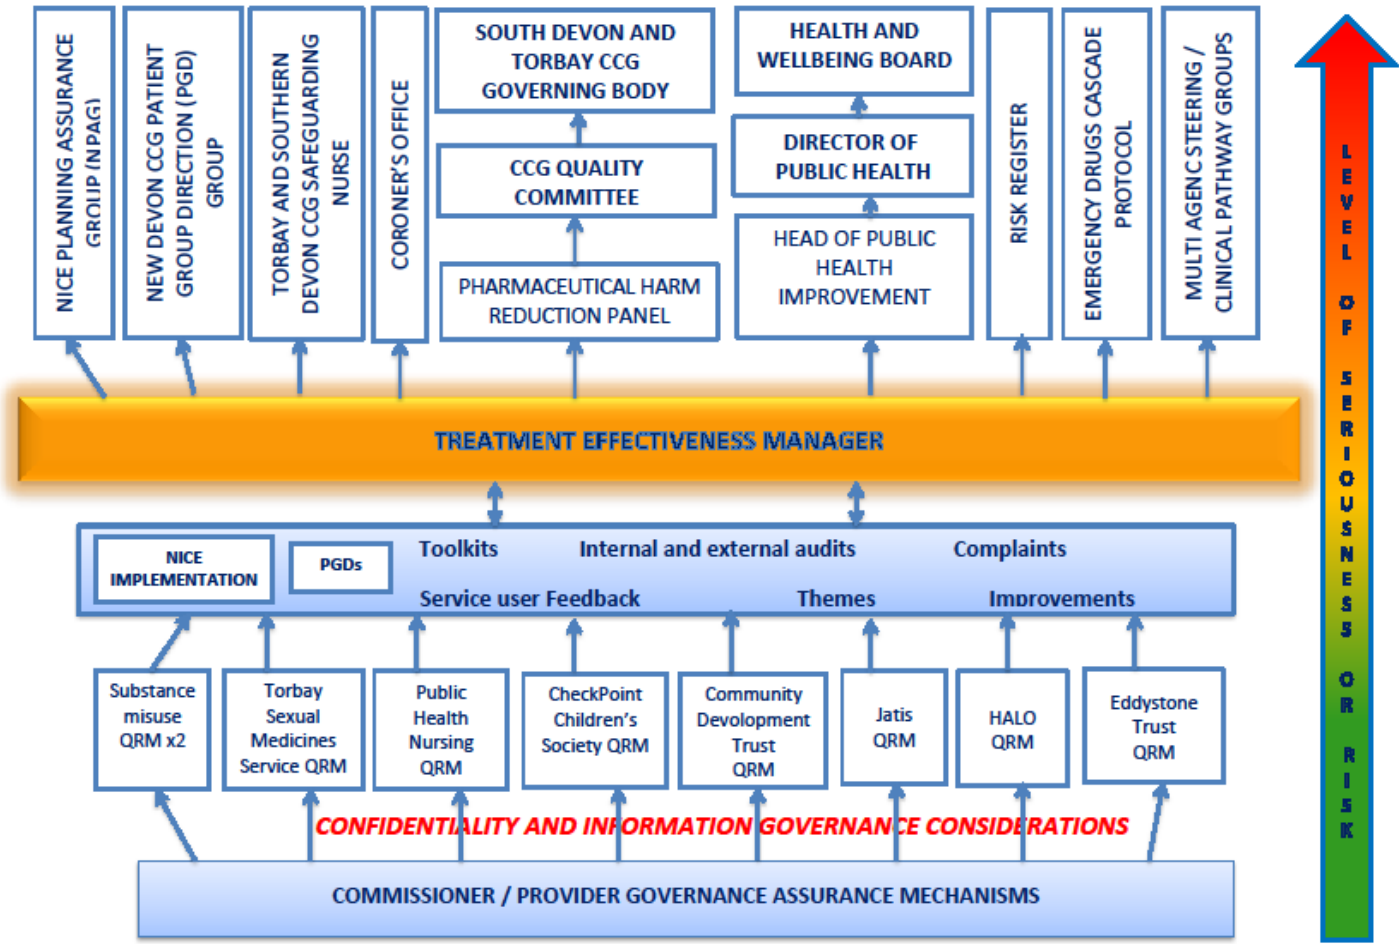 NICE PLANNING ASSURANCE
GROUP (NPAG)
NEW DEVON CCG PATIENT
GROUP DIRECTION (PGD)
GROUP
TORBAY AND SOUTHERN
DEVON CCG SAFEGUARDING
NURSE
CORONER'S OFFICE
SOUTH DEVON AND
TORBAY CCG
GOVERNING BODY
CCG QUALITY
COMMITTEE
PHARMACEUTICAL HARM
REDUCTION PANEL
HEALTH AND
WELLBEING BOARD
DIRECTOR OF
PUBLIC HEALTH
HEAD OF PUBLIC
HEALTH
IMPROVEMENT
RISK REGISTER
EMERGENCY DRUGS CASCADE
PROTOCOL
MULTI AGENC STEERING /
CLINICAL PATHWAY GROUPS
LEVEL OF SERIOUSNESS OR RISK
TREATMENT EFFECTIVENESS MANAGER
NICE
IMPLEMENTATION
PGDs
Toolkits Internal and external audits Complaints
Service user Feedback Themes Improvements
Substance
misuse
QRM x2
Torbay
Sexual
Medicines
Service QRM
Public
Health
Nursing
QRM
CheckPoint
Children's
Society QRM
Community
Devolopment
Trust
QRM
Jatis
QRM
HALO
QRM
Eddystone
Trust
QRM
CONFIDENTIALITY AND INFORMATION GOVERNANCE CONSIDERATIONS
COMMISSIONER / PROVIDER GOVERNANCE ASSURANCE MECHANISMS